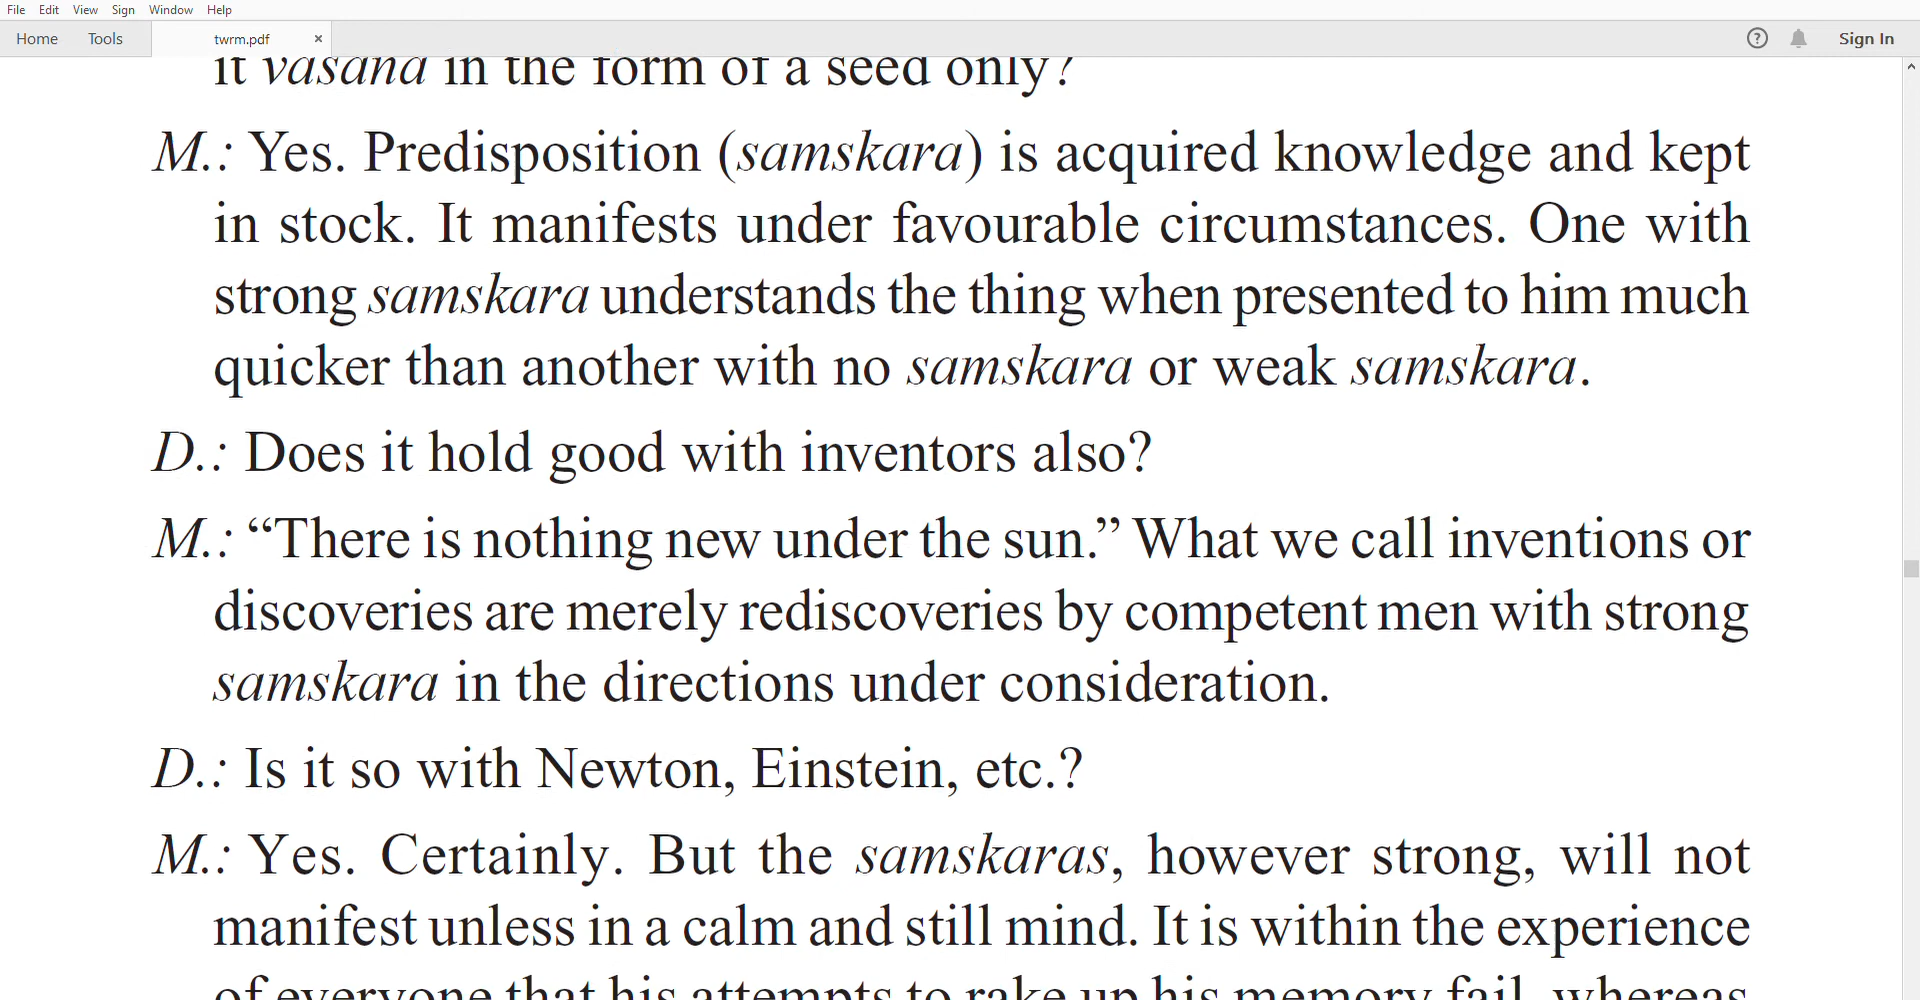 File Edit View Sign Window Help
Home Tools twrm.pdf × ? Sign In
it vasana in the form of a seed only?
M.: Yes. Predisposition (samskara) is acquired knowledge and kept
in stock. It manifests under favourable circumstances. One with
strong samskara understands the thing when presented to him much
quicker than another with no samskara or weak samskara.
D.: Does it hold good with inventors also?
M.: “There is nothing new under the sun.” What we call inventions or
discoveries are merely rediscoveries by competent men with strong
samskara in the directions under consideration.
D.: Is it so with Newton, Einstein, etc.?
M.: Yes. Certainly. But the samskaras, however strong, will not
manifest unless in a calm and still mind. It is within the experience
of everyone that his attempts to rake up his memory fail, whereas